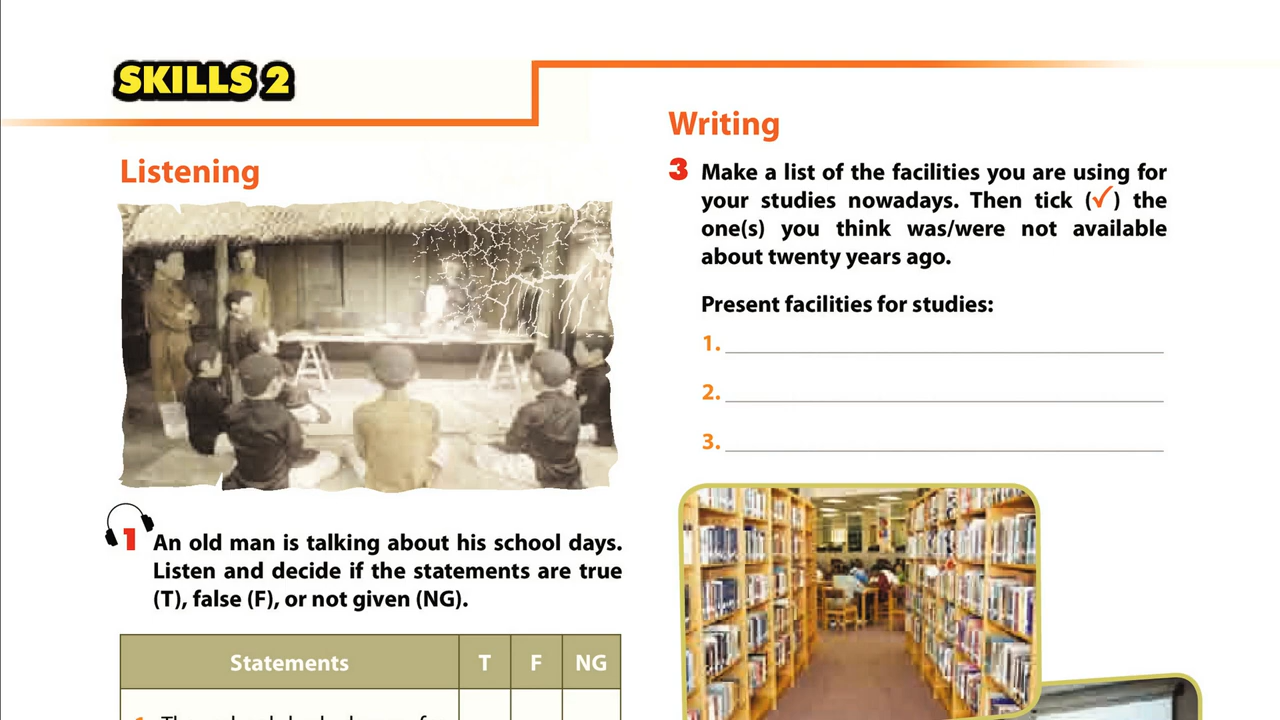 SKILLS 2
Listening
1 An old man is talking about his school days.
Listen and decide if the statements are true
(T), false (F), or not given (NG).
Statements T F NG
Writing
3 Make a list of the facilities you are using for
your studies nowadays. Then tick (✓) the
one(s) you think was/were not available
about twenty years ago.
Present facilities for studies:
1.
2.
3.